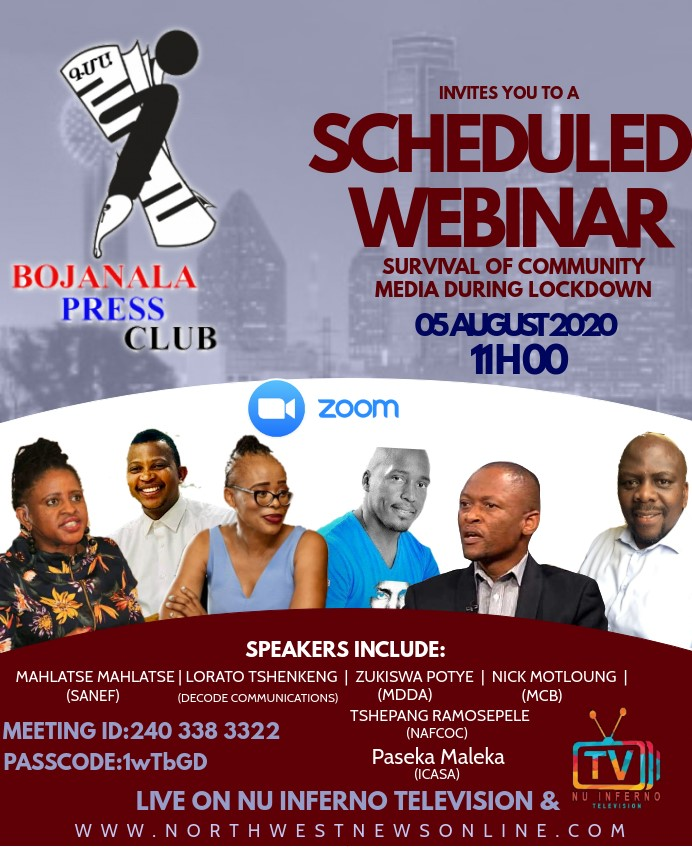 INVITES YOU TO A
SCHEDULED
WEBINAR
SURVIVAL OF COMMUNITY
MEDIA DURING LOCKDOWN
05 AUGUST 2020
11H00
BOJANALA
PRESS
CLUB
zoom
SPEAKERS INCLUDE:
MAHLATSE MAHLATSE | LORATO TSHENKENG | ZUKISWA POTYE | NICK MOTLOUNG |
(SANEF) (DECODE COMMUNICATIONS) (MDDA) (MCB)
TSHEPANG RAMOSEPELE
(NAFCOC)
MEETING ID:240 338 3322
PASSCODE:1wTbGD
Paseka Maleka
(ICASA)
TV
NU INFERNO
TELEVISION
LIVE ON NU INFERNO TELEVISION &
WWW.NORTHWESTNEWSONLINE.COM